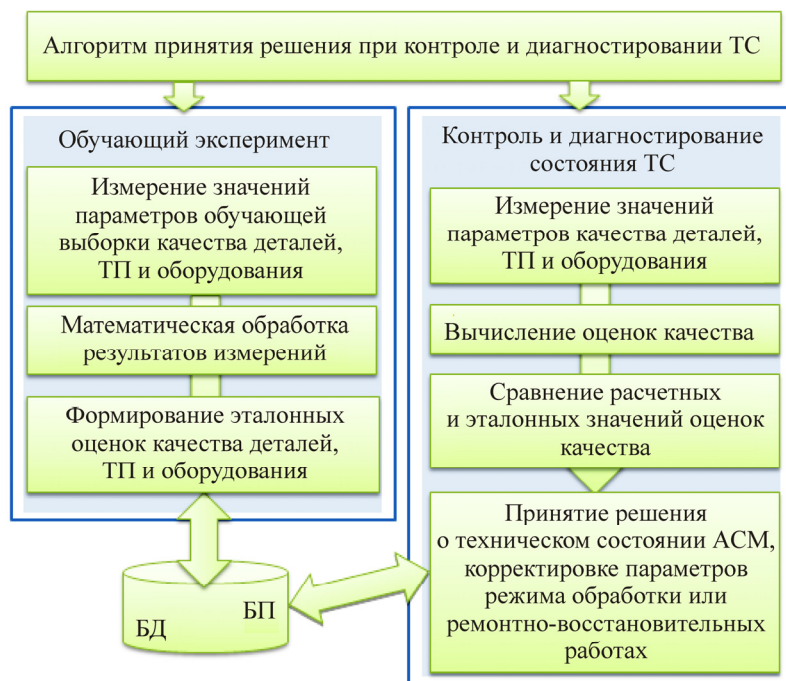 Алгоритм принятия решения при контроле и диагностировании ТС
Обучающий эксперимент
Измерение значений
параметров обучающей
выборки качества деталей,
ТП и оборудования
Математическая обработка
результатов измерений
Формирование эталонных
оценок качества деталей,
ТП и оборудования
БД
БП
Контроль и диагностирование
состояния ТС
Измерение значений
параметров качества деталей,
ТП и оборудования
Вычисление оценок качества
Сравнение расчетных
и эталонных значений оценок
качества
Принятие решения
о техническом состоянии АСМ,
корректировке параметров
режима обработки или
ремонтно-восстановительных
работах